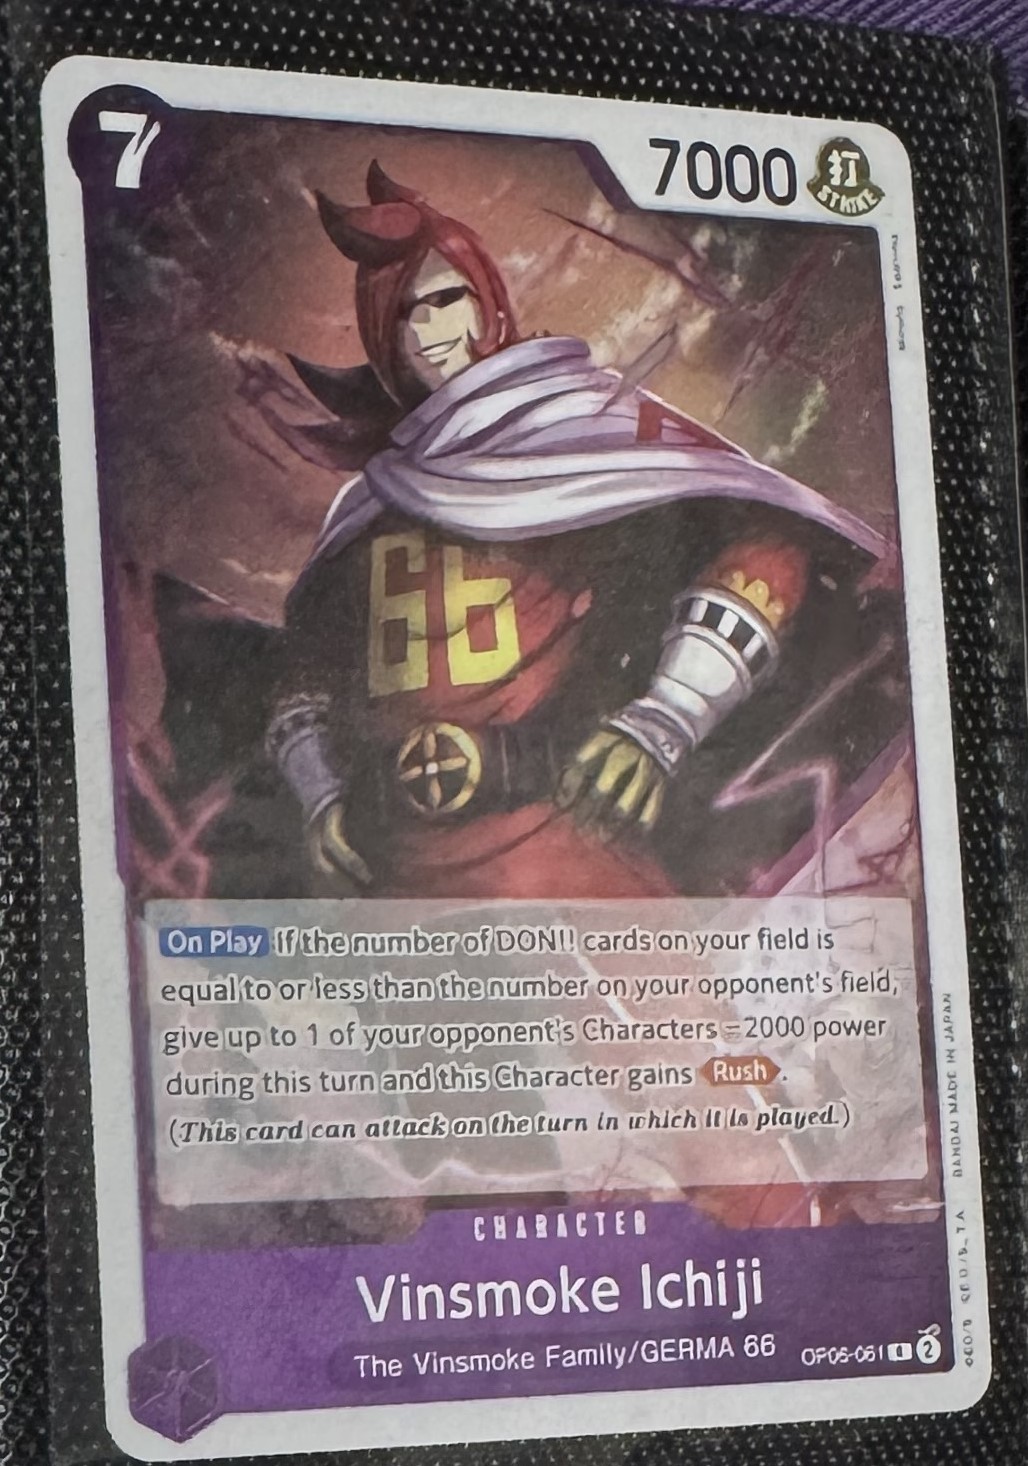 7
7000
打
STRIKE
66
On Play If the number of DON!! cards on your field is
equal to or less than the number on your opponent's field,
give up to 1 of your opponent's Characters −2000 power
during this turn and this Character gains Rush.
(This card can attack on the turn in which it is played.)
CHARACTER
Vinsmoke Ichiji
The Vinsmoke Family/GERMA 66
OP06-061 2
BANDAI MADE IN JAPAN